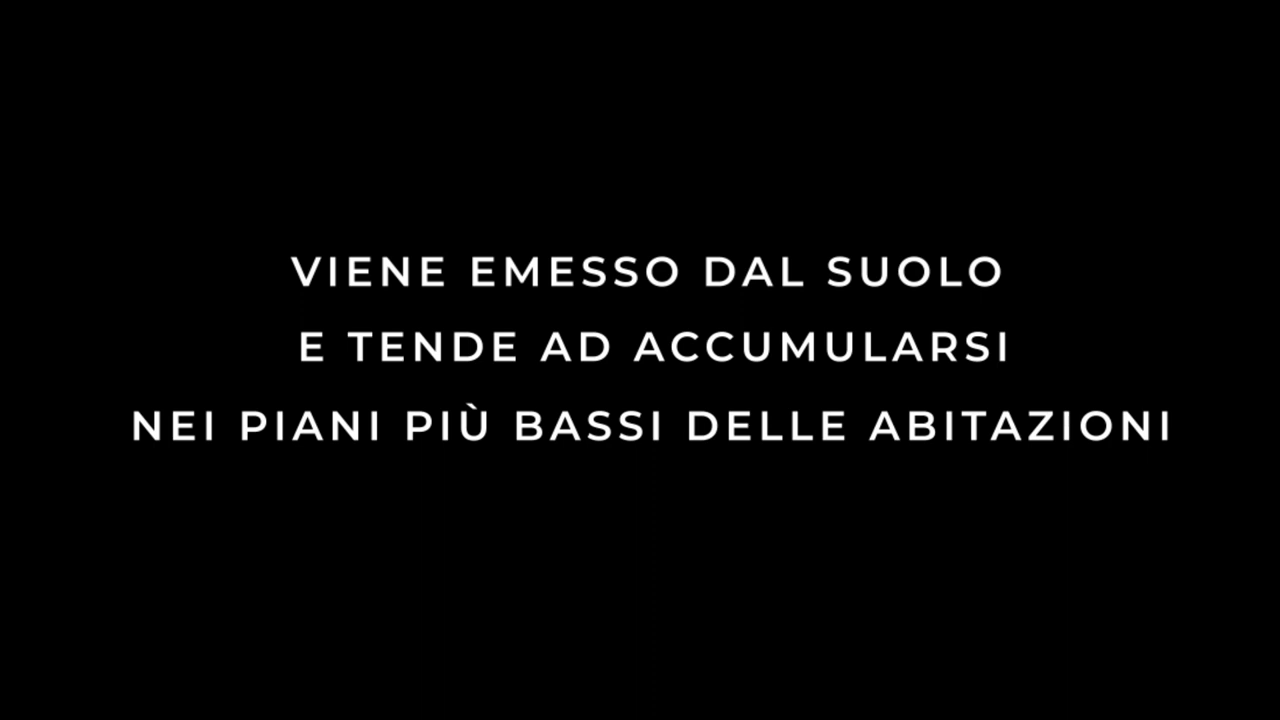 VIENE EMESSO DAL SUOLO
E TENDE AD ACCUMULARSI
NEI PIANI PIÙ BASSI DELLE ABITAZIONI